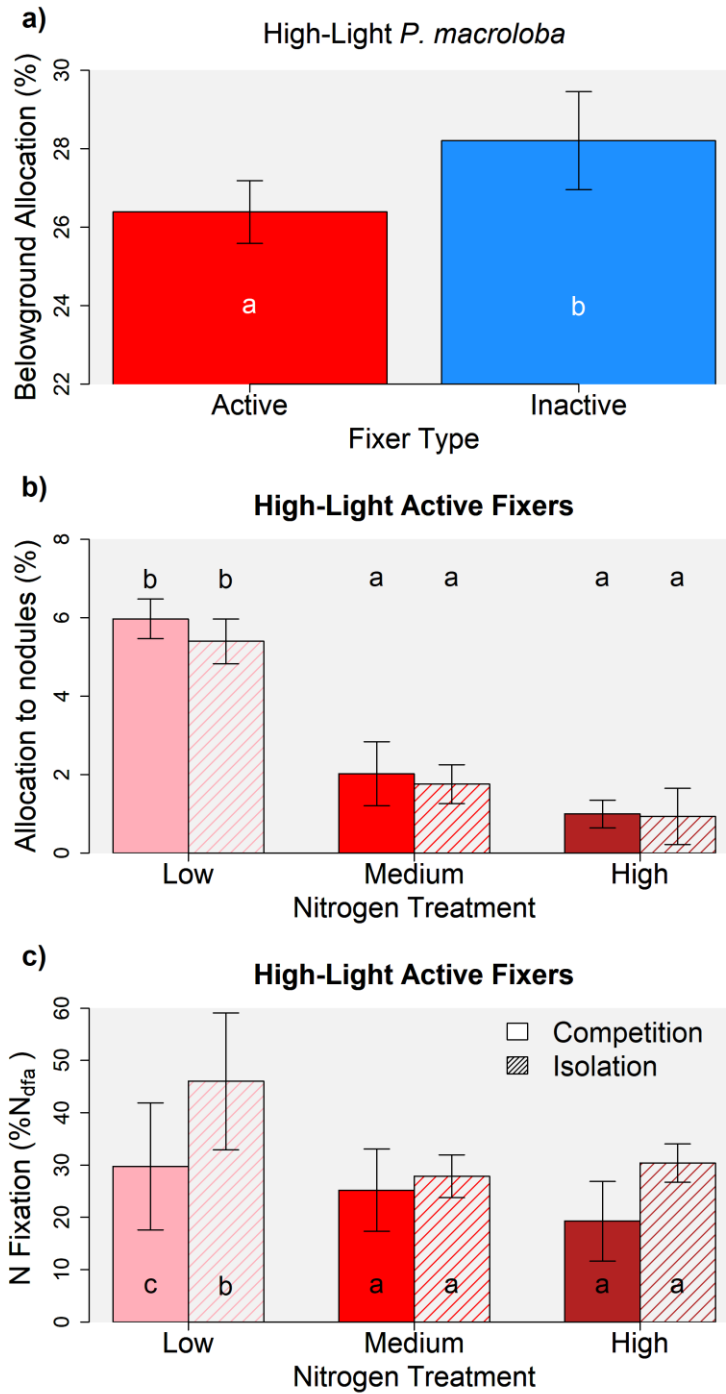 a)
High-Light P. macroloba
Belowground Allocation (%)
30
28
26
24
22
a
b
Active
Inactive
Fixer Type
b)
High-Light Active Fixers
Allocation to nodules (%)
8
6
4
2
0
b
b
a
a
a
a
Low
Medium
High
Nitrogen Treatment
c)
High-Light Active Fixers
N Fixation (%Ndfa )
60
50
40
30
20
10
0
Competition
Isolation
c
b
a
a
a
a
Low
Medium
High
Nitrogen Treatment